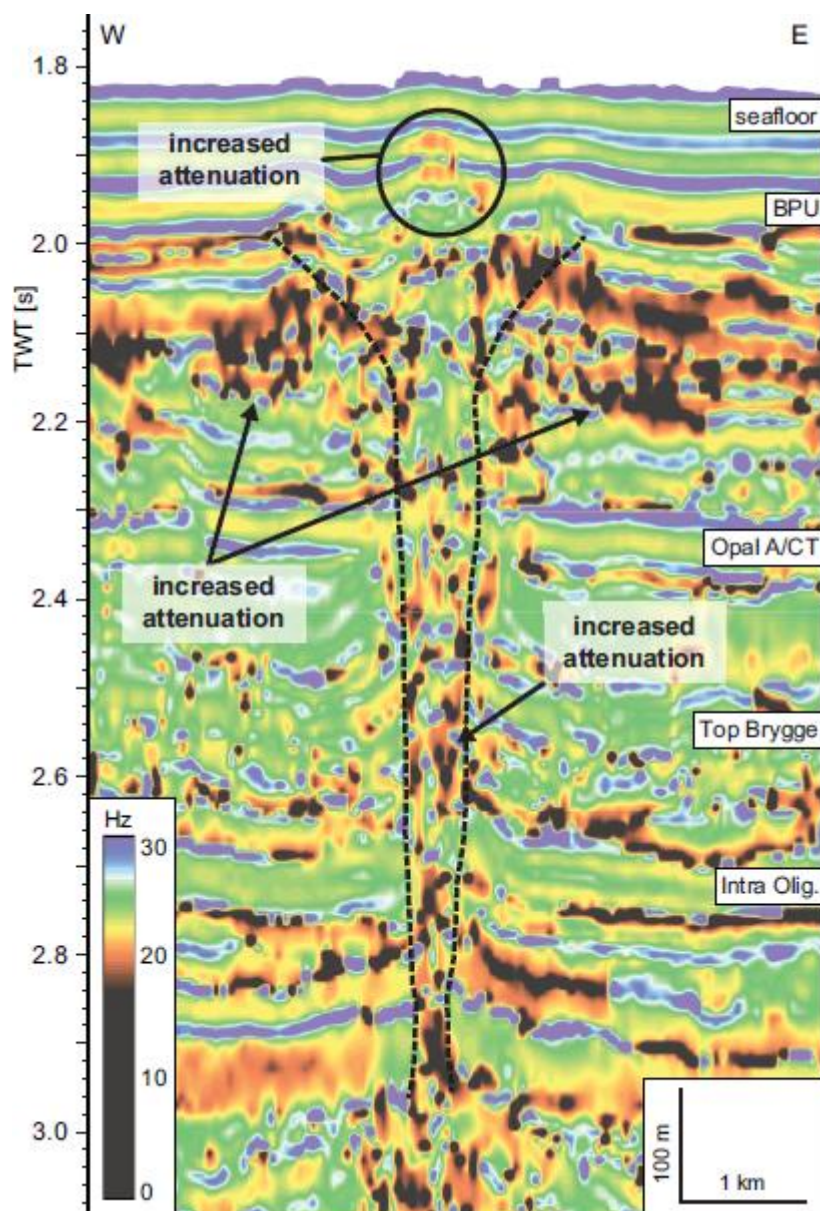 W
E
1.8
seafloor
increased
attenuation
BPU
2.0
TWT [s]
2.2
Opal A/CT
increased
attenuation
2.4
increased
attenuation
Top Brygge
2.6
Hz
30
Intra Olig.
2.8
20
10
3.0
100 m
1 km
0